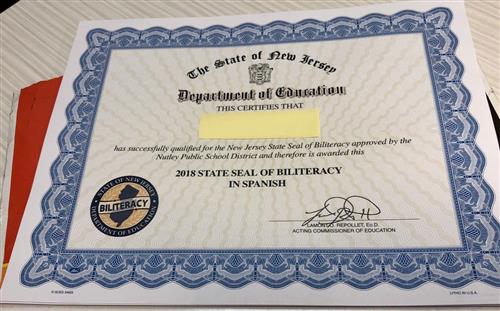 The State of New Jersey
Department of Education
THIS CERTIFIES THAT
has successfully qualified for the New Jersey State Seal of Biliteracy approved by the
Nutley Public School District and therefore is awarded this
2018 STATE SEAL OF BILITERACY
IN SPANISH
STATE OF NEW JERSEY
BILITERACY
DEPARTMENT OF EDUCATION
LAMONT O. REPOLLET, Ed.D.
ACTING COMMISSIONER OF EDUCATION
LITHO IN U.S.A.